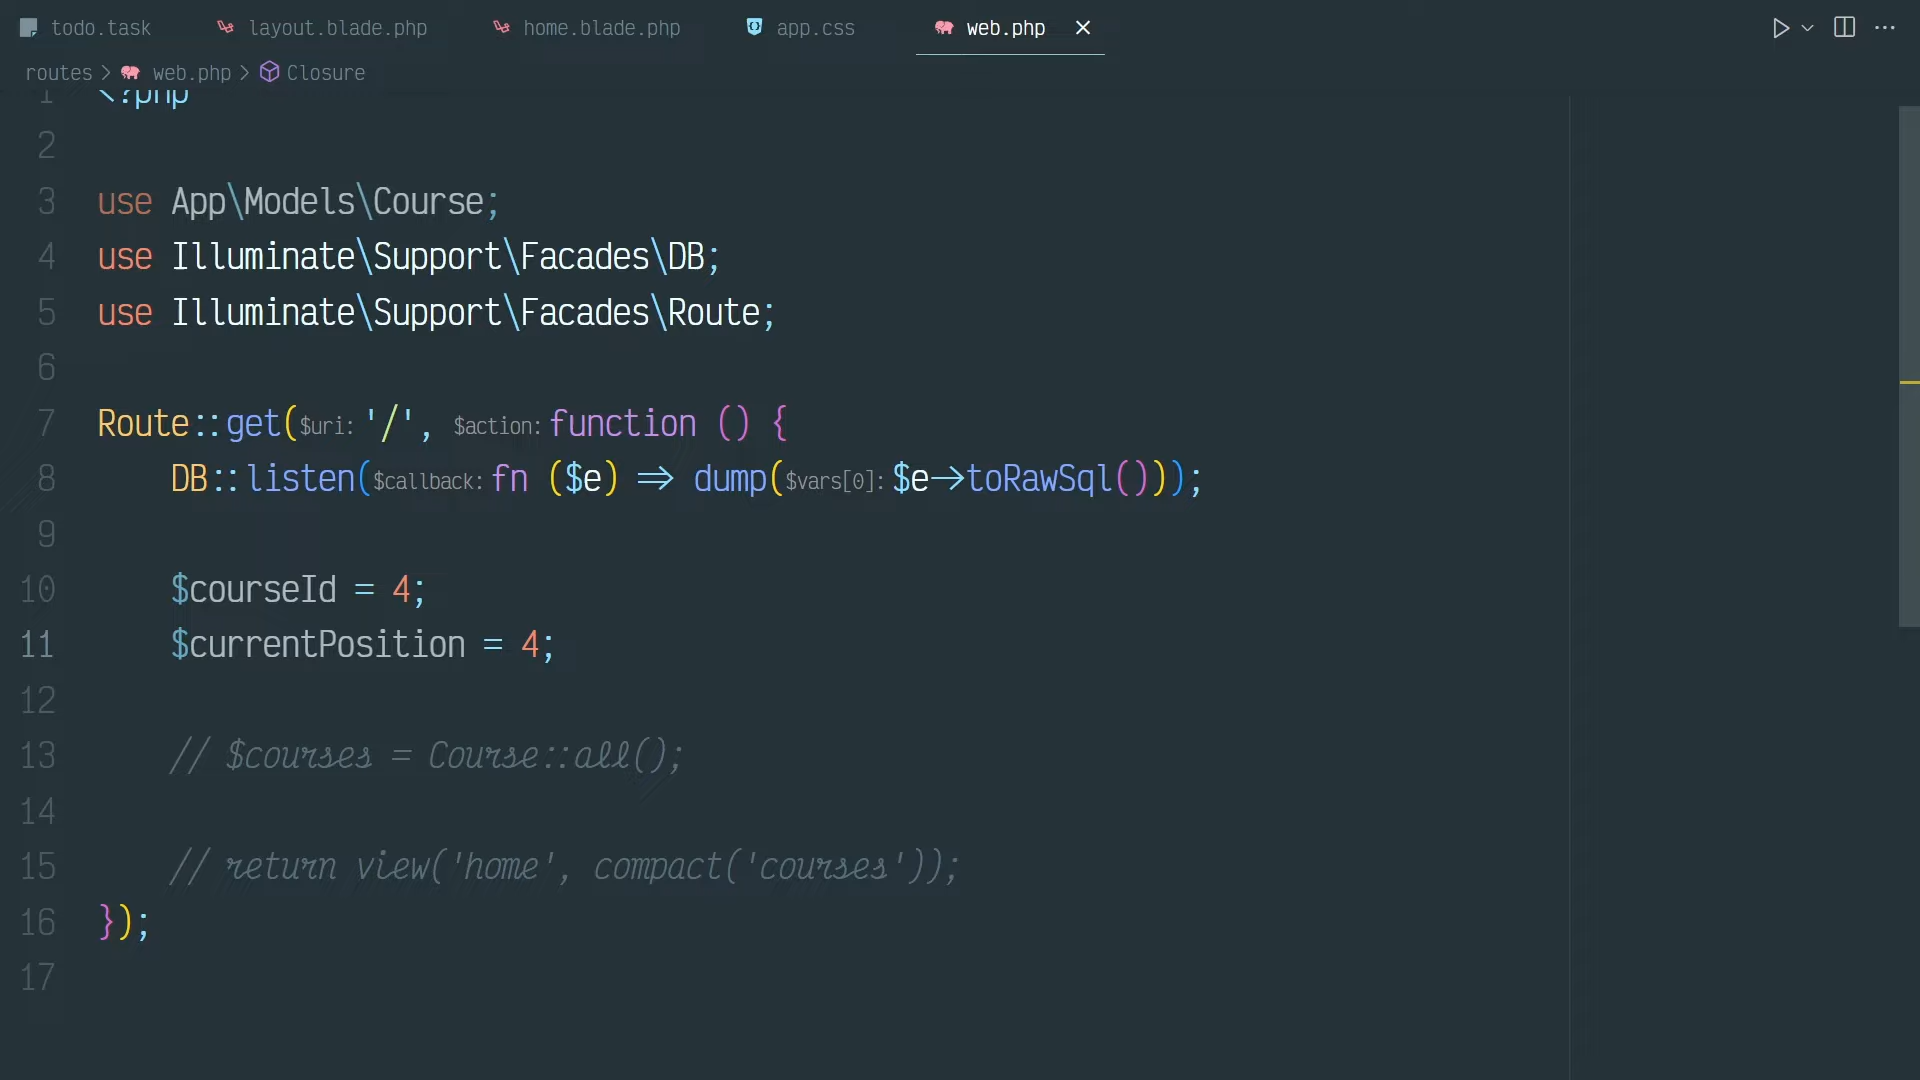 todo.task layout.blade.php home.blade.php app.css web.php
routes > web.php > Closure
1 <?php
2
3 use App\Models\Course;
4 use Illuminate\Support\Facades\DB;
5 use Illuminate\Support\Facades\Route;
6
7 Route::get($uri: '/', $action: function () {
8 DB::listen($callback: fn ($e) => dump($vars[0]: $e->toRawSql()));
9
10 $courseId = 4;
11 $currentPosition = 4;
12
13 // $courses = Course::all();
14
15 // return view('home', compact('courses'));
16 });
17